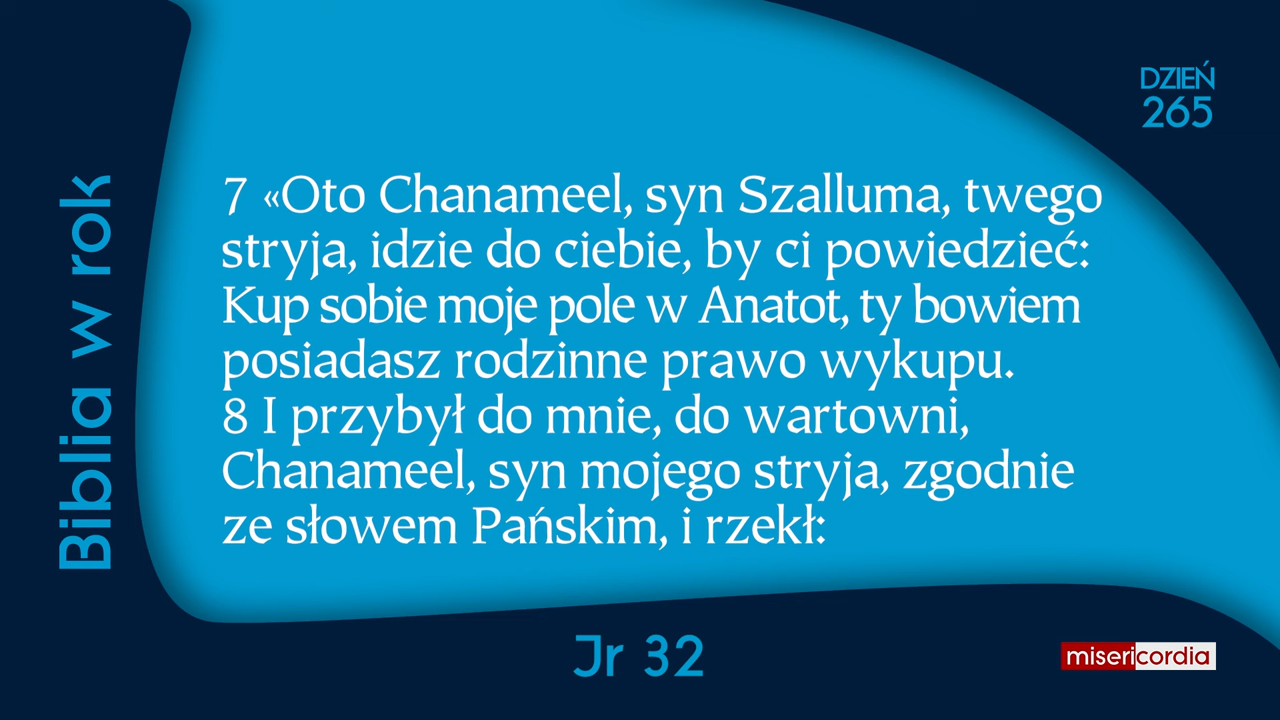 DZIEŃ
265
Biblia w rok
7 «Oto Chanameel, syn Szalluma, twego
stryja, idzie do ciebie, by ci powiedzieć:
Kup sobie moje pole w Anatot, ty bowiem
posiadasz rodzinne prawo wykupu.
8 I przybył do mnie, do wartowni,
Chanameel, syn mojego stryja, zgodnie
ze słowem Pańskim, i rzekł:
Jr 32
misericordia